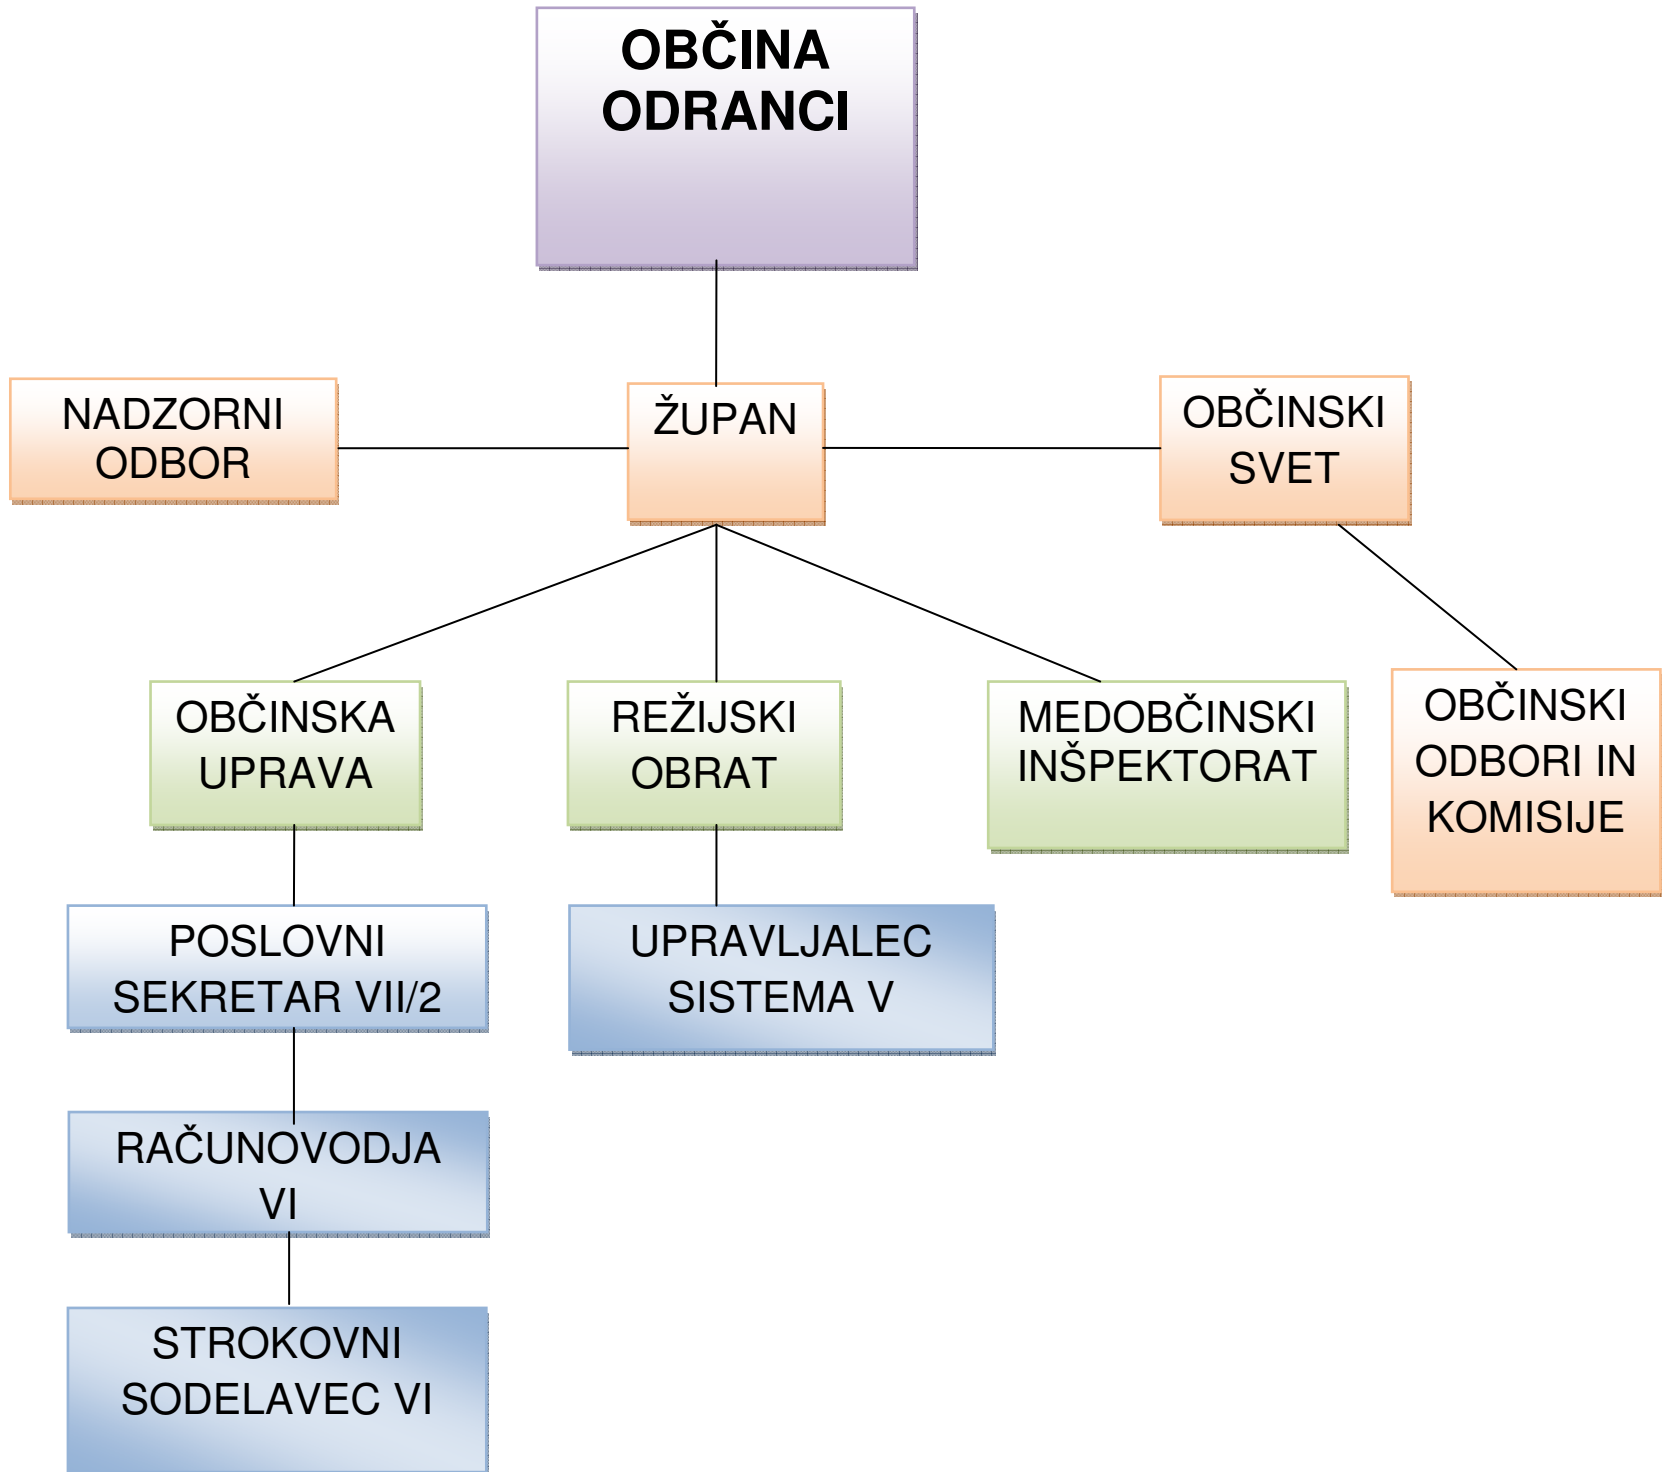 OBČINA
ODRANCI
NADZORNI
ODBOR
ŽUPAN
OBČINSKI
SVET
OBČINSKA
UPRAVA
REŽIJSKI
OBRAT
MEDOBČINSKI
INŠPEKTORAT
OBČINSKI
ODBORI IN
KOMISIJE
POSLOVNI
SEKRETAR VII/2
UPRAVLJALEC
SISTEMA V
RAČUNOVODJA
VI
STROKOVNI
SODELAVEC VI